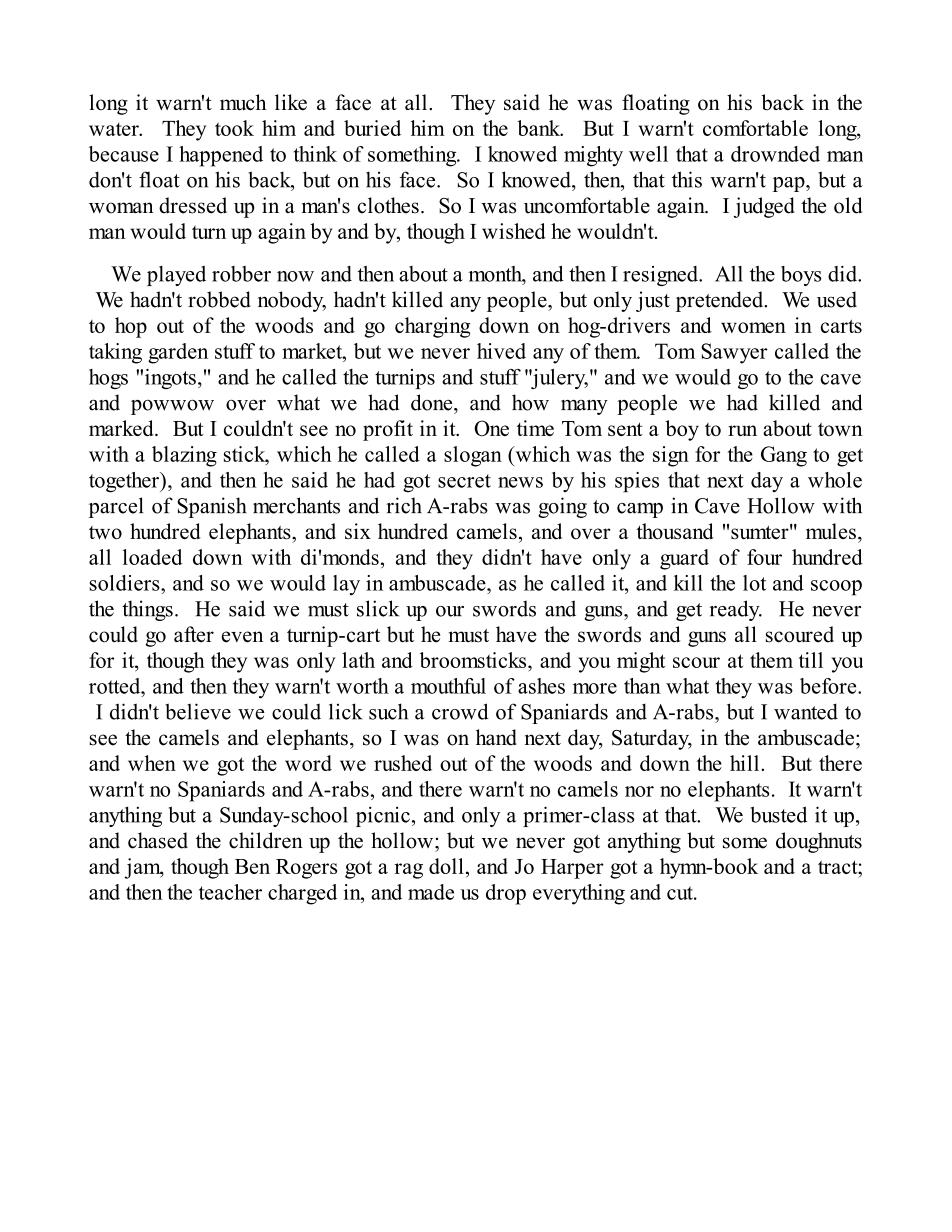 long it warn't much like a face at all.  They said he was floating on his back in the
water.  They took him and buried him on the bank.  But I warn't comfortable long,
because I happened to think of something.  I knowed mighty well that a drownded man
don't float on his back, but on his face.  So I knowed, then, that this warn't pap, but a
woman dressed up in a man's clothes.  So I was uncomfortable again.  I judged the old
man would turn up again by and by, though I wished he wouldn't.
We played robber now and then about a month, and then I resigned.  All the boys did.
We hadn't robbed nobody, hadn't killed any people, but only just pretended.  We used
to hop out of the woods and go charging down on hog-drivers and women in carts
taking garden stuff to market, but we never hived any of them.  Tom Sawyer called the
hogs "ingots," and he called the turnips and stuff "julery," and we would go to the cave
and powwow over what we had done, and how many people we had killed and
marked.  But I couldn't see no profit in it.  One time Tom sent a boy to run about town
with a blazing stick, which he called a slogan (which was the sign for the Gang to get
together), and then he said he had got secret news by his spies that next day a whole
parcel of Spanish merchants and rich A-rabs was going to camp in Cave Hollow with
two hundred elephants, and six hundred camels, and over a thousand "sumter" mules,
all loaded down with di'monds, and they didn't have only a guard of four hundred
soldiers, and so we would lay in ambuscade, as he called it, and kill the lot and scoop
the things.  He said we must slick up our swords and guns, and get ready.  He never
could go after even a turnip-cart but he must have the swords and guns all scoured up
for it, though they was only lath and broomsticks, and you might scour at them till you
rotted, and then they warn't worth a mouthful of ashes more than what they was before.
I didn't believe we could lick such a crowd of Spaniards and A-rabs, but I wanted to
see the camels and elephants, so I was on hand next day, Saturday, in the ambuscade;
and when we got the word we rushed out of the woods and down the hill.  But there
warn't no Spaniards and A-rabs, and there warn't no camels nor no elephants.  It warn't
anything but a Sunday-school picnic, and only a primer-class at that.  We busted it up,
and chased the children up the hollow; but we never got anything but some doughnuts
and jam, though Ben Rogers got a rag doll, and Jo Harper got a hymn-book and a tract;
and then the teacher charged in, and made us drop everything and cut.